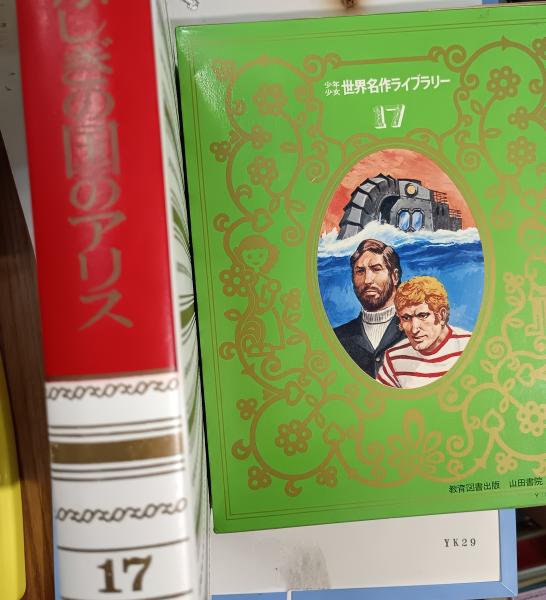 しぎの国のアリス
17
少年
少女
世界名作ライブラリー
17
教育図書出版 山田書院
YK29